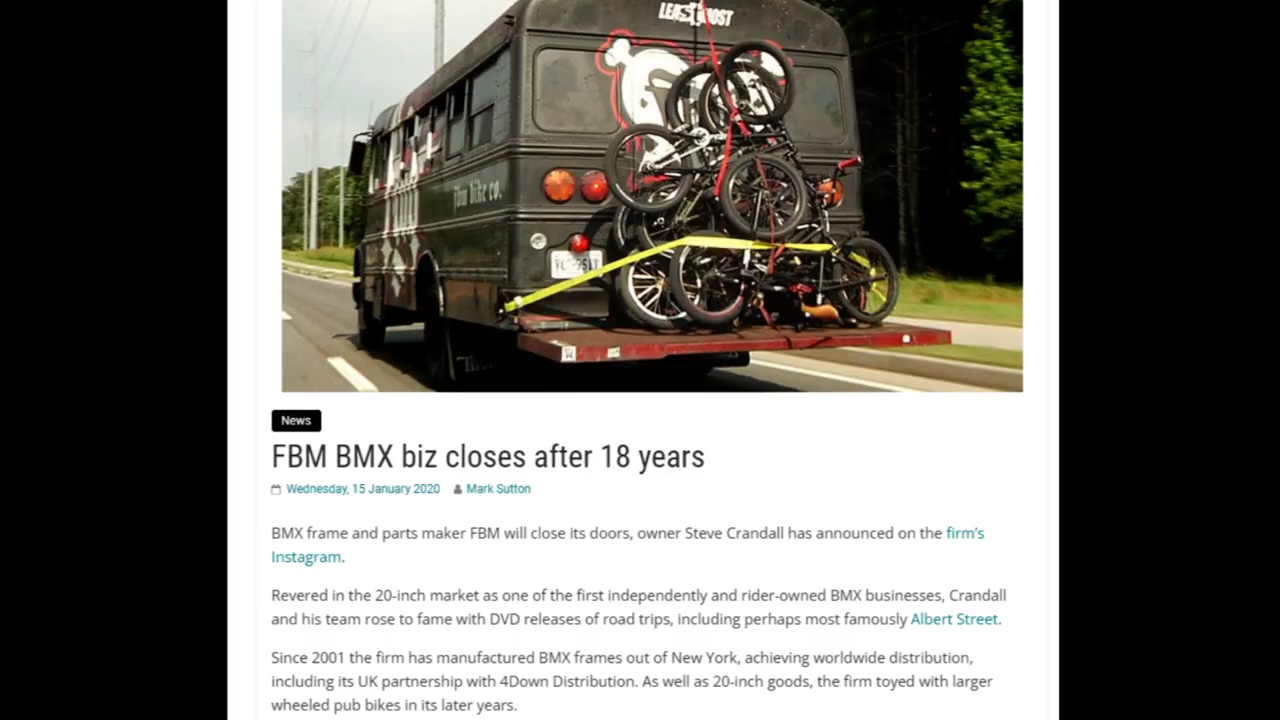 LEAST MOST
fbm bike co.
News
FBM BMX biz closes after 18 years
Wednesday, 15 January 2020 Mark Sutton
BMX frame and parts maker FBM will close its doors, owner Steve Crandall has announced on the firm's
Instagram.
Revered in the 20-inch market as one of the first independently and rider-owned BMX businesses, Crandall
and his team rose to fame with DVD releases of road trips, including perhaps most famously Albert Street.
Since 2001 the firm has manufactured BMX frames out of New York, achieving worldwide distribution,
including its UK partnership with 4Down Distribution. As well as 20-inch goods, the firm toyed with larger
wheeled pub bikes in its later years.